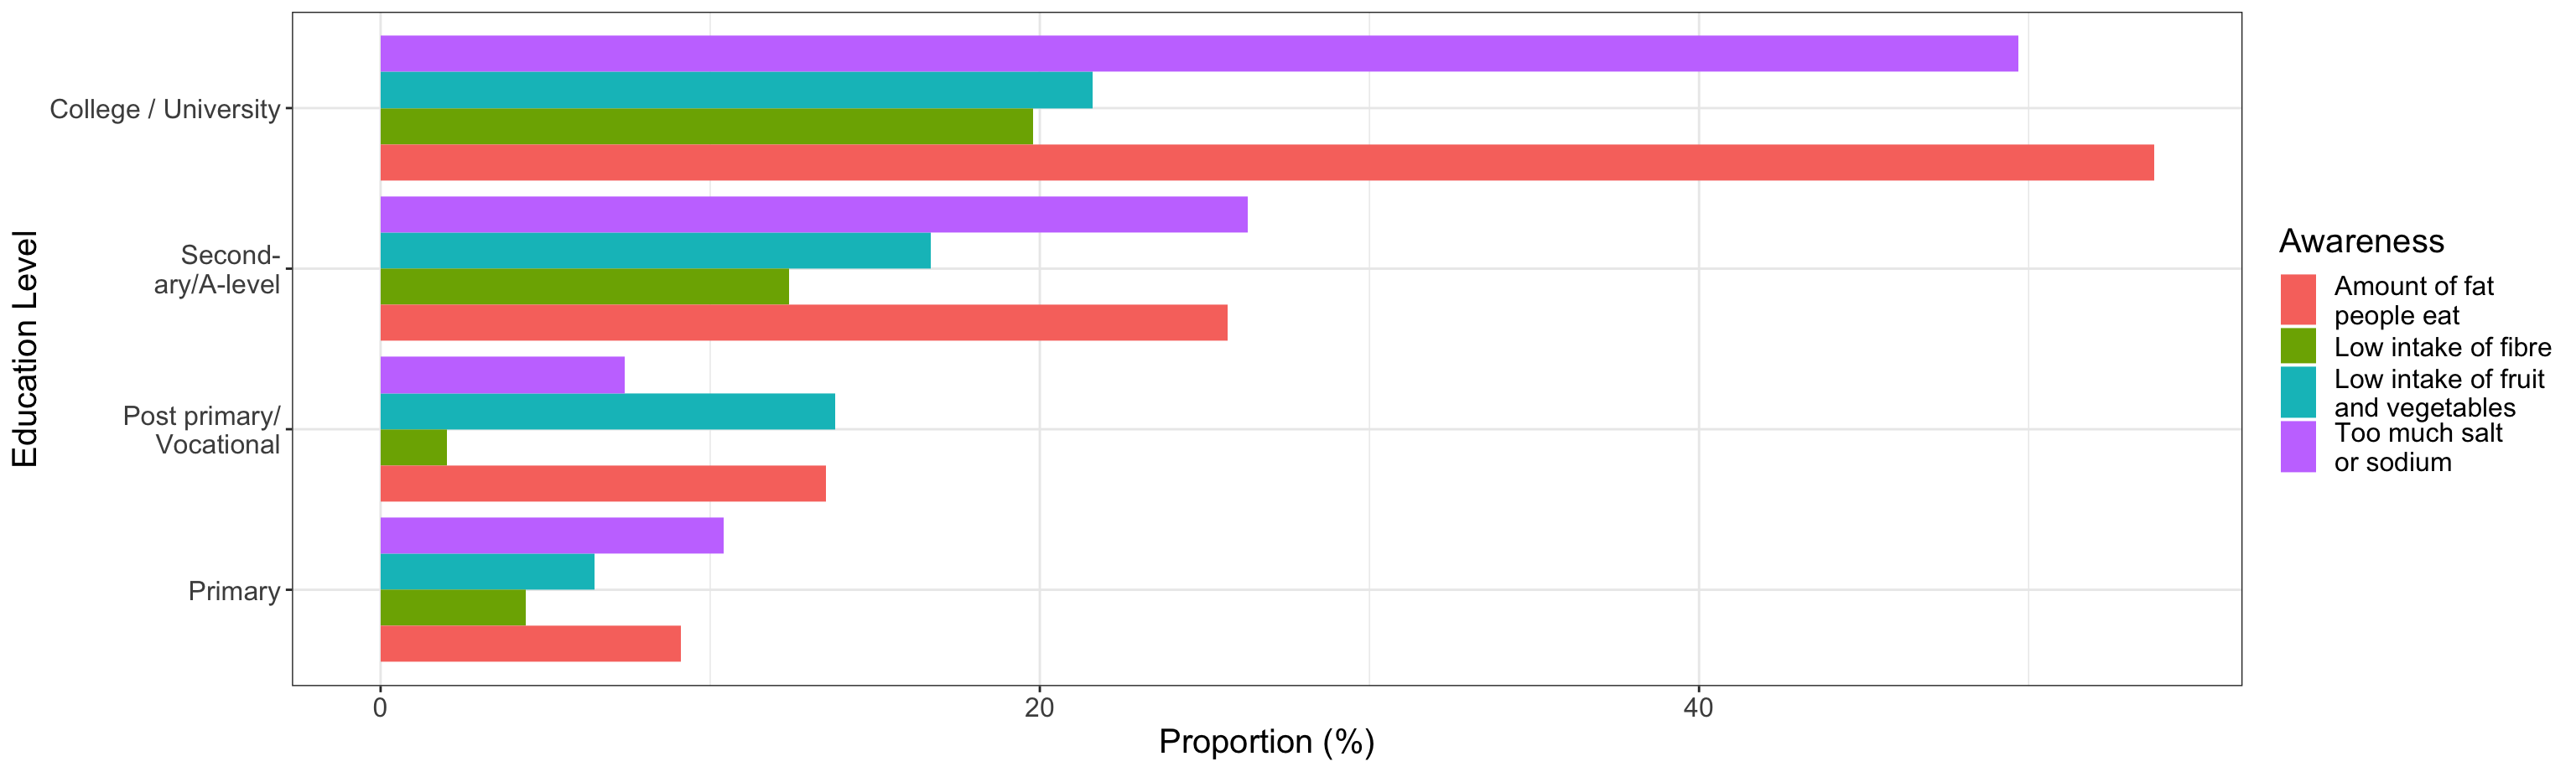 College / University
Second-
ary/A-level
Post primary/
Vocational
Primary
Education Level
0
20
40
Proportion (%)
Awareness
Amount of fat
people eat
Low intake of fibre
Low intake of fruit
and vegetables
Too much salt
or sodium